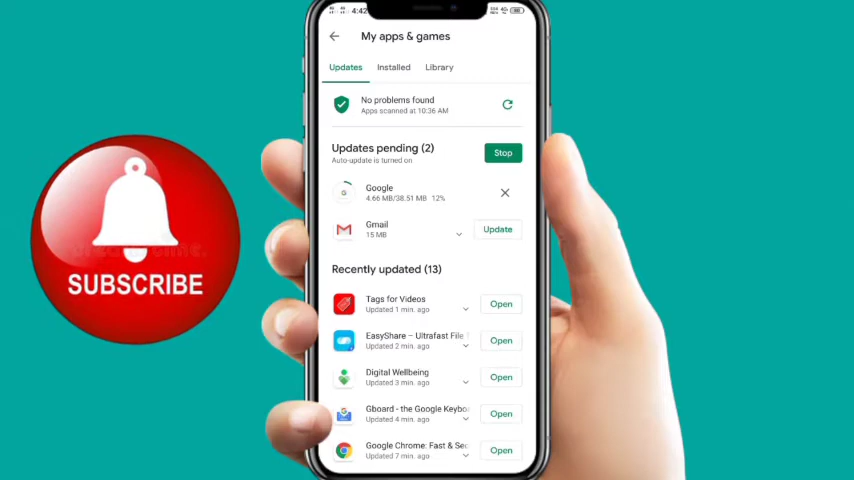 4:42
My apps & games
Updates Installed Library
No problems found
Apps scanned at 10:36 AM
Updates pending (2)
Auto-update is turned on
Stop
Google
4.66 MB/38.51 MB 12%
Gmail
15 MB
Update
Recently updated (13)
Tags for Videos
Updated 1 min. ago
Open
EasyShare – Ultrafast File
Updated 2 min. ago
Open
Digital Wellbeing
Updated 3 min. ago
Open
Gboard - the Google Keybo
Updated 4 min. ago
Open
Google Chrome: Fast & Sec
Updated 7 min. ago
Open
SUBSCRIBE